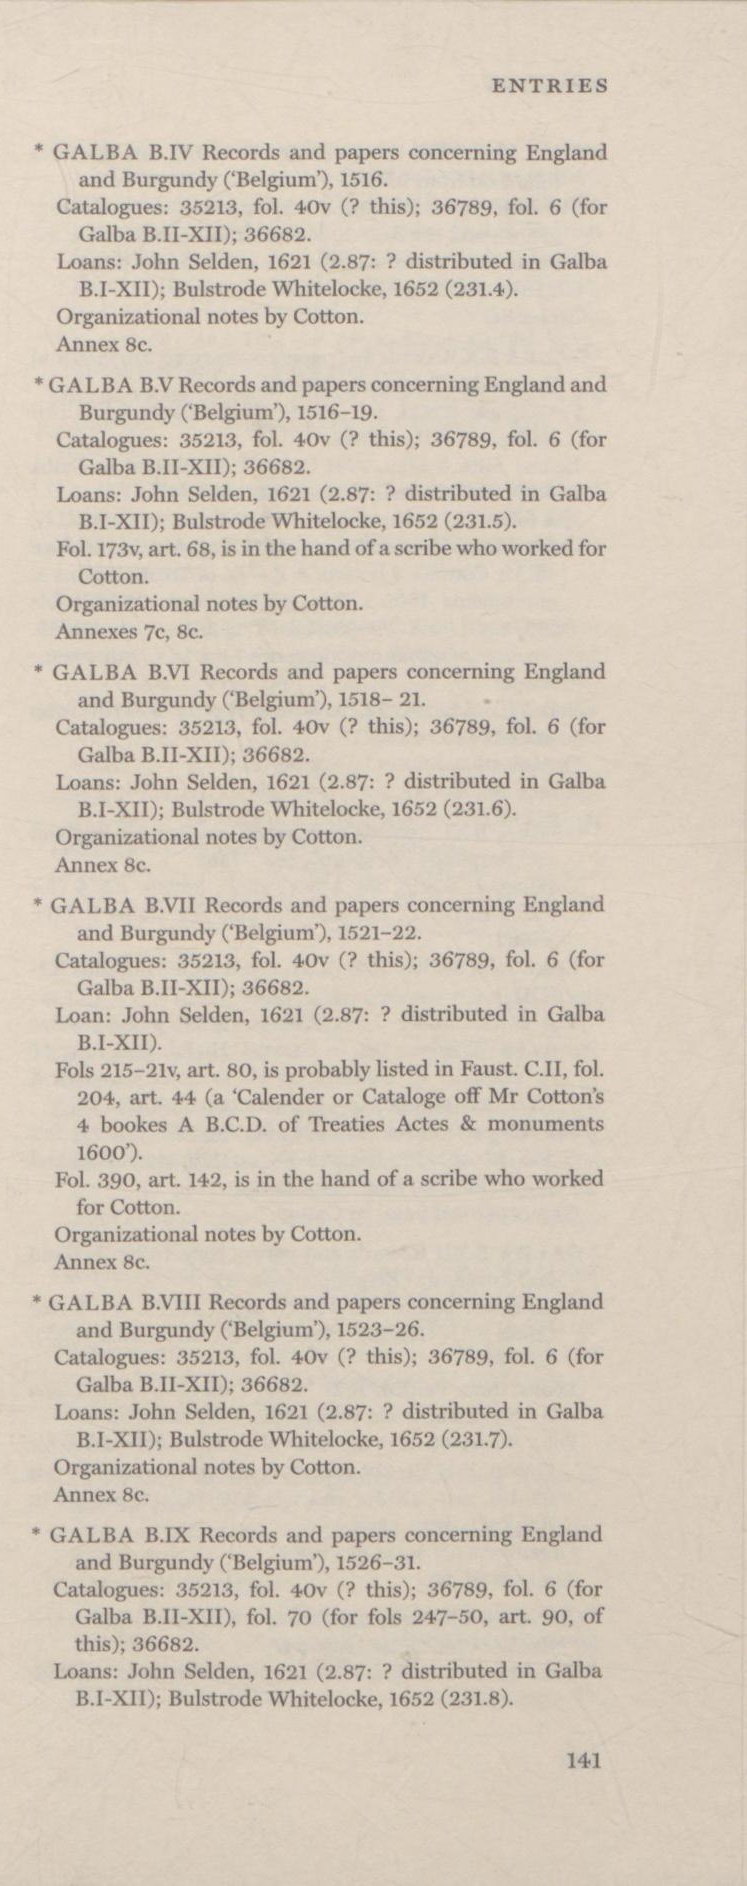 ENTRIES
* GALBA B.IV Records and papers concerning England
and Burgundy (‘Belgium’), 1516.
Catalogues: 35213, fol. 40v (? this); 36789, fol. 6 (for
Galba B.II-XII); 36682.
Loans: John Selden, 1621 (2.87: ? distributed in Galba
B.I-XII); Bulstrode Whitelocke, 1652 (231.4).
Organizational notes by Cotton.
Annex 8c.
* GALBA B.V Records and papers concerning England and
Burgundy (‘Belgium’), 1516–19.
Catalogues: 35213, fol. 40v (? this); 36789, fol. 6 (for
Galba B.II-XII); 36682.
Loans: John Selden, 1621 (2.87: ? distributed in Galba
B.I-XII); Bulstrode Whitelocke, 1652 (231.5).
Fol. 173v, art. 68, is in the hand of a scribe who worked for
Cotton.
Organizational notes by Cotton.
Annexes 7c, 8c.
* GALBA B.VI Records and papers concerning England
and Burgundy (‘Belgium’), 1518– 21.
Catalogues: 35213, fol. 40v (? this); 36789, fol. 6 (for
Galba B.II-XII); 36682.
Loans: John Selden, 1621 (2.87: ? distributed in Galba
B.I-XII); Bulstrode Whitelocke, 1652 (231.6).
Organizational notes by Cotton.
Annex 8c.
* GALBA B.VII Records and papers concerning England
and Burgundy (‘Belgium’), 1521–22.
Catalogues: 35213, fol. 40v (? this); 36789, fol. 6 (for
Galba B.II-XII); 36682.
Loan: John Selden, 1621 (2.87: ? distributed in Galba
B.I-XII).
Fols 215–21v, art. 80, is probably listed in Faust. C.II, fol.
204, art. 44 (a ‘Calender or Cataloge off Mr Cotton’s
4 bookes A B.C.D. of Treaties Actes & monuments
1600’).
Fol. 390, art. 142, is in the hand of a scribe who worked
for Cotton.
Organizational notes by Cotton.
Annex 8c.
* GALBA B.VIII Records and papers concerning England
and Burgundy (‘Belgium’), 1523–26.
Catalogues: 35213, fol. 40v (? this); 36789, fol. 6 (for
Galba B.II-XII); 36682.
Loans: John Selden, 1621 (2.87: ? distributed in Galba
B.I-XII); Bulstrode Whitelocke, 1652 (231.7).
Organizational notes by Cotton.
Annex 8c.
* GALBA B.IX Records and papers concerning England
and Burgundy (‘Belgium’), 1526–31.
Catalogues: 35213, fol. 40v (? this); 36789, fol. 6 (for
Galba B.II-XII), fol. 70 (for fols 247–50, art. 90, of
this); 36682.
Loans: John Selden, 1621 (2.87: ? distributed in Galba
B.I-XII); Bulstrode Whitelocke, 1652 (231.8).
141